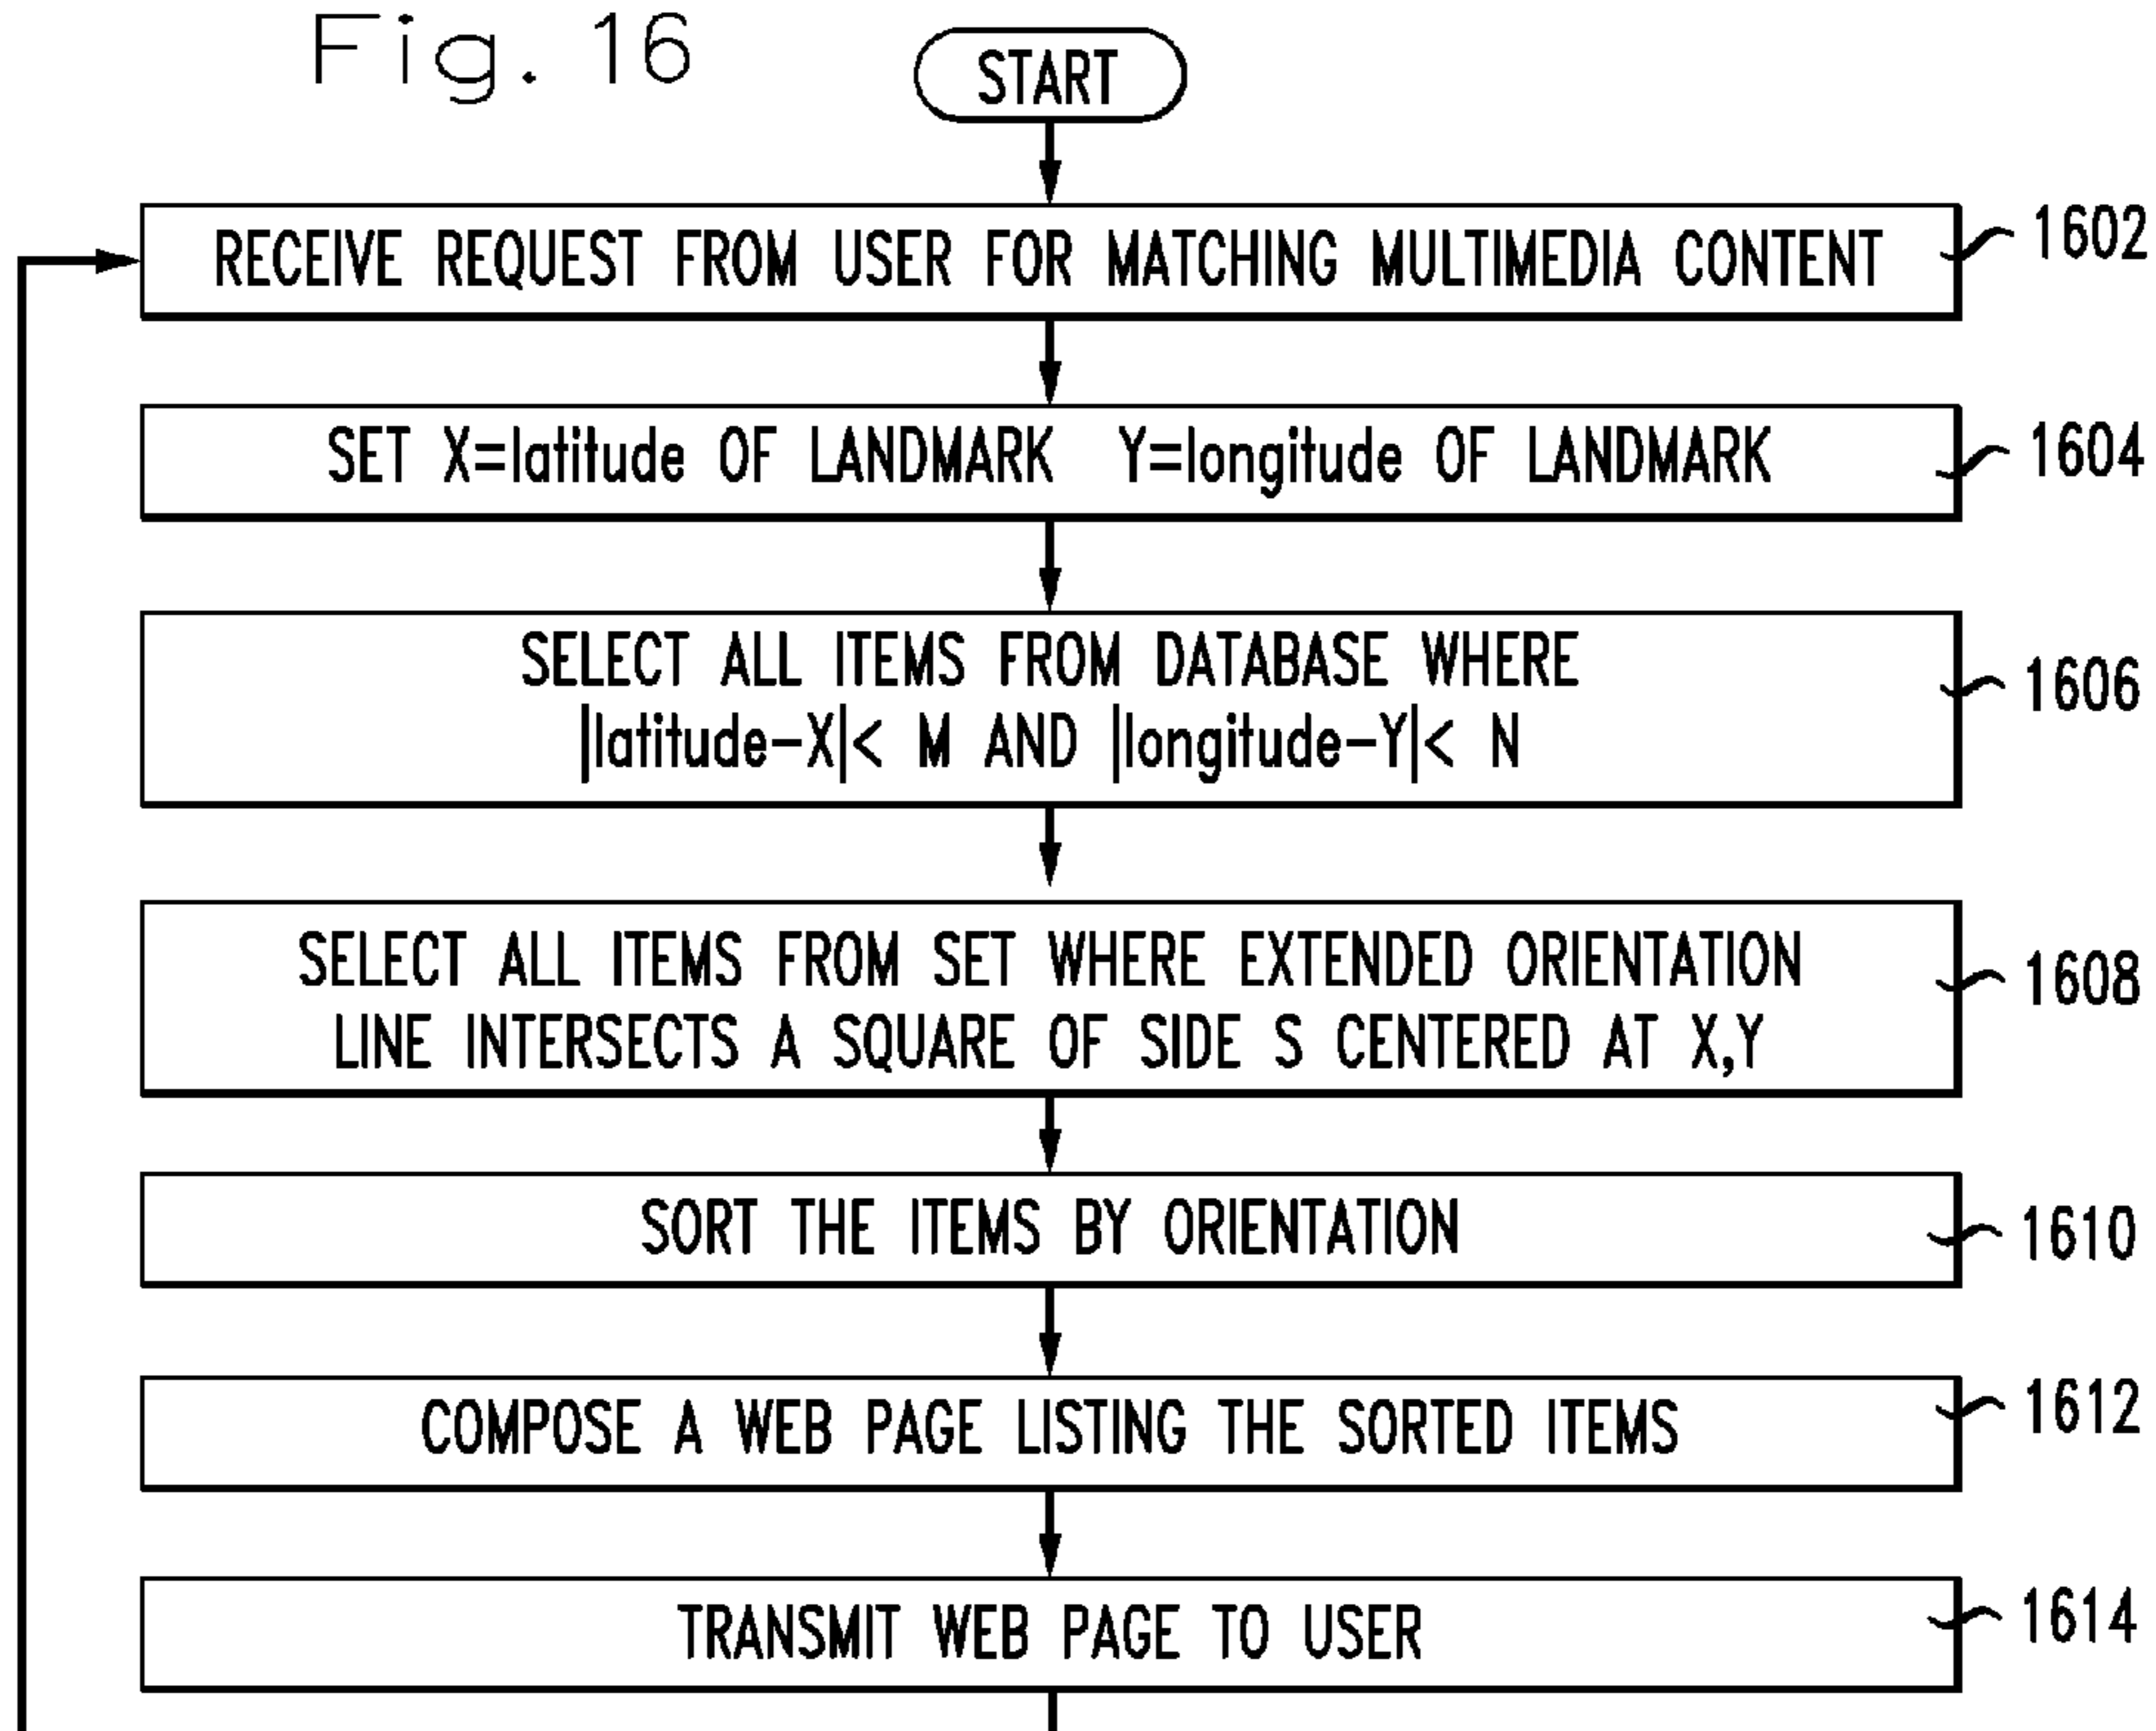 Fig. 16
START
RECEIVE REQUEST FROM USER FOR MATCHING MULTIMEDIA CONTENT
1602
SET X=latitude OF LANDMARK Y=longitude OF LANDMARK
1604
SELECT ALL ITEMS FROM DATABASE WHERE
|latitude-X|< M AND |longitude-Y|< N
1606
SELECT ALL ITEMS FROM SET WHERE EXTENDED ORIENTATION
LINE INTERSECTS A SQUARE OF SIDE S CENTERED AT X,Y
1608
SORT THE ITEMS BY ORIENTATION
1610
COMPOSE A WEB PAGE LISTING THE SORTED ITEMS
1612
TRANSMIT WEB PAGE TO USER
1614